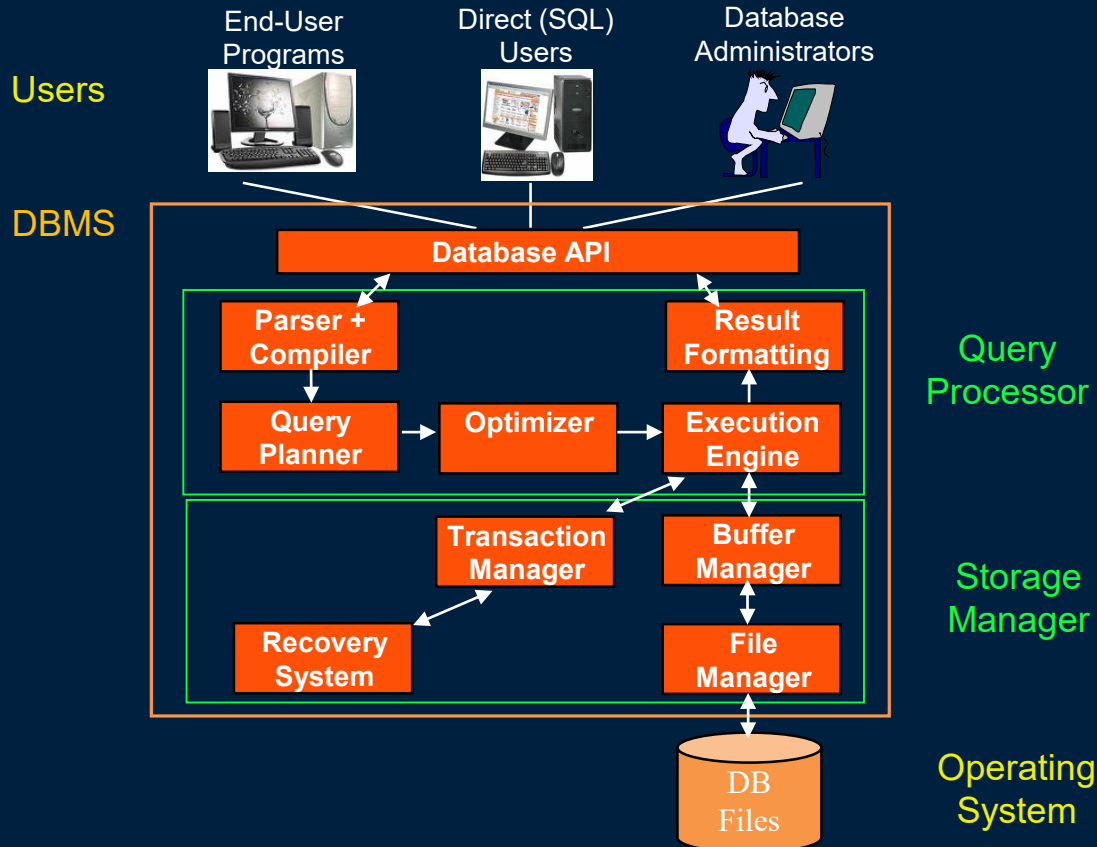 End-User
Programs
Direct (SQL)
Users
Database
Administrators
Users
DBMS
Database API
Parser +
Compiler
Result
Formatting
Query
Processor
Query
Planner
Optimizer
Execution
Engine
Transaction
Manager
Buffer
Manager
Storage
Manager
Recovery
System
File
Manager
DB
Files
Operating
System